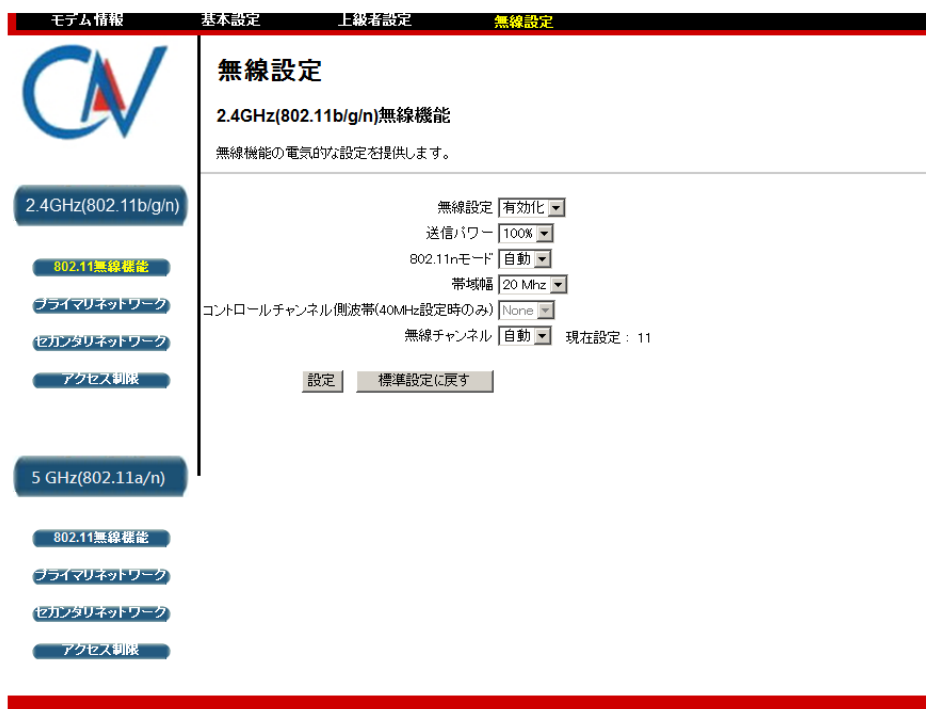 モデム情報 基本設定 上級者設定 無線設定
CNV
無線設定
2.4GHz(802.11b/g/n)無線機能
無線機能の電気的な設定を提供します。
2.4GHz(802.11b/g/n)
802.11無線機能
プライマリネットワーク
セカンダリネットワーク
アクセス制限
5 GHz(802.11a/n)
802.11無線機能
プライマリネットワーク
セカンダリネットワーク
アクセス制限
無線設定 有効化
送信パワー 100%
802.11nモード 自動
帯域幅 20 Mhz
コントロールチャンネル側波帯(40MHz設定時のみ) None
無線チャンネル 自動 現在設定 : 11
設定 標準設定に戻す